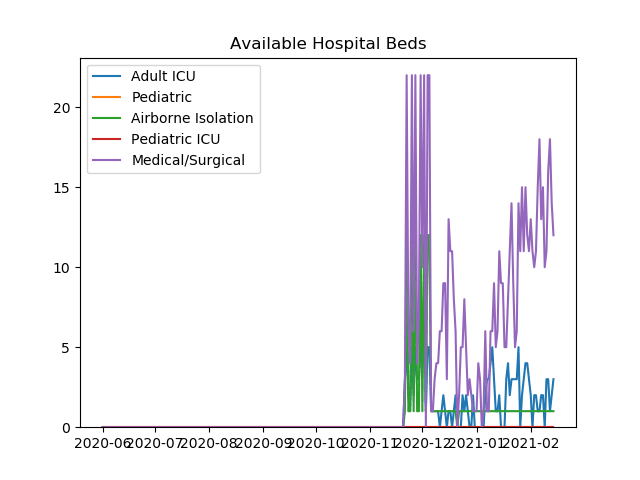 Available Hospital Beds
Adult ICU
Pediatric
Airborne Isolation
Pediatric ICU
Medical/Surgical
20
15
10
5
0
2020-06 2020-07 2020-08 2020-09 2020-10 2020-11 2020-12 2021-01 2021-02